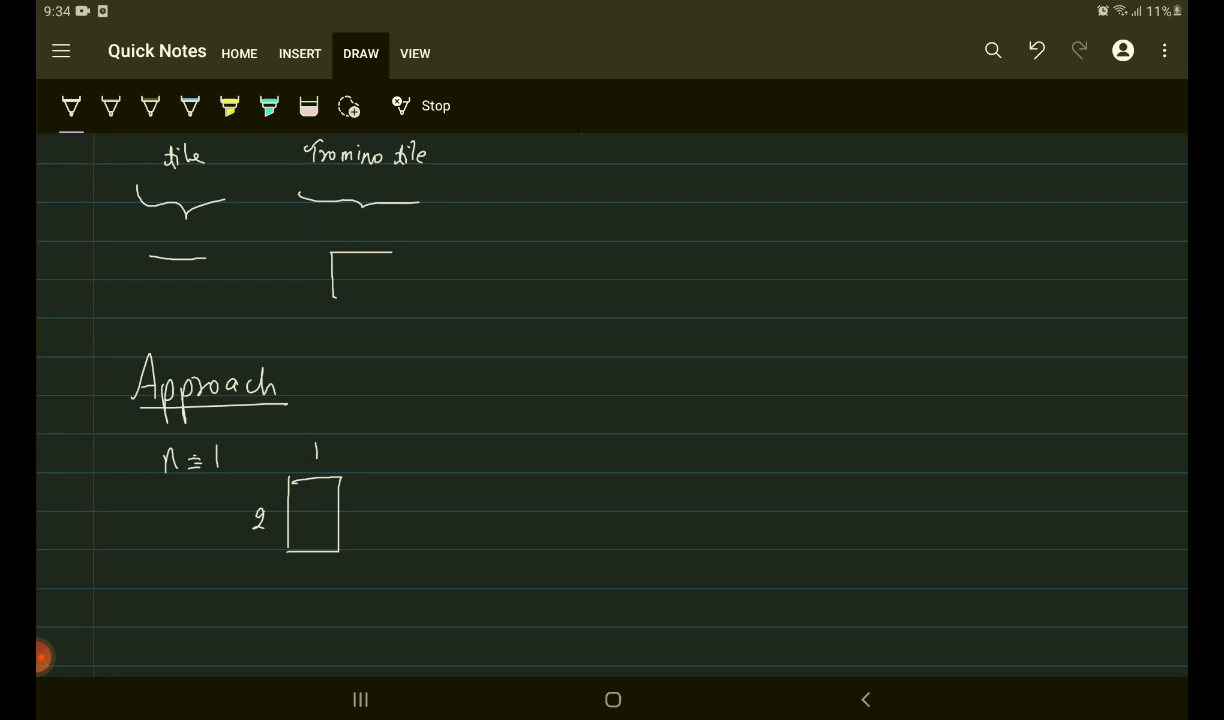 9:34 11%
Quick Notes HOME INSERT DRAW VIEW
Stop
tile Tromino tile
Approach
n = 1 1
2